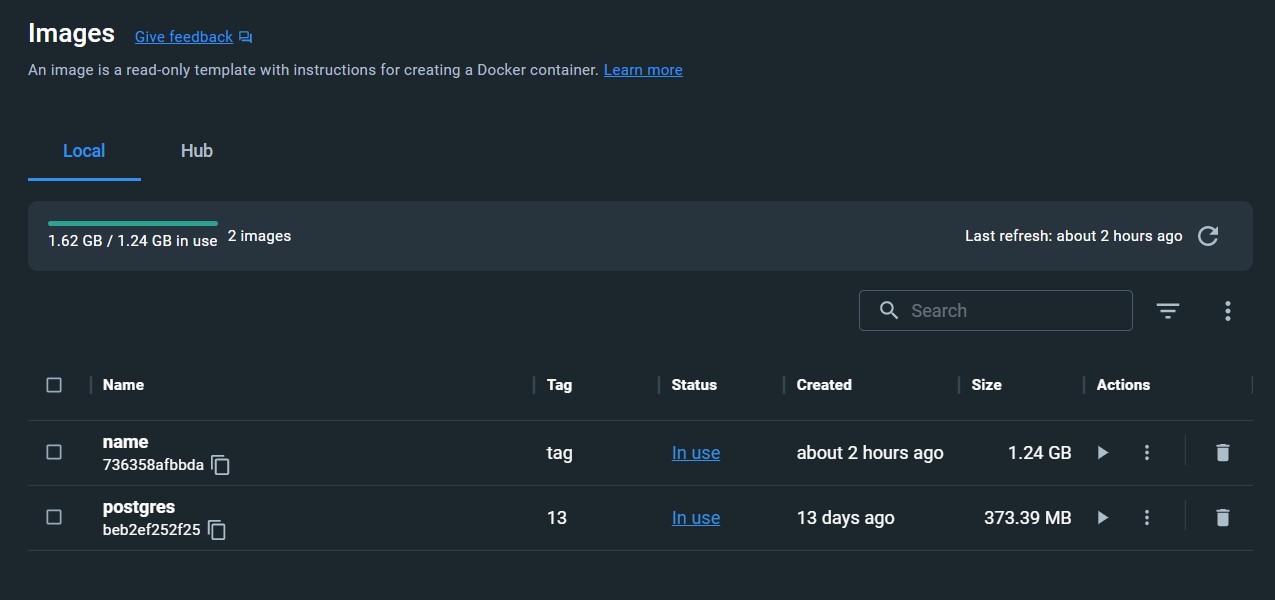 Images Give feedback
An image is a read-only template with instructions for creating a Docker container. Learn more
Local Hub
1.62 GB / 1.24 GB in use 2 images Last refresh: about 2 hours ago
Search
Name Tag Status Created Size Actions
name tag In use about 2 hours ago 1.24 GB
736358afbbda
postgres 13 In use 13 days ago 373.39 MB
beb2ef252f25